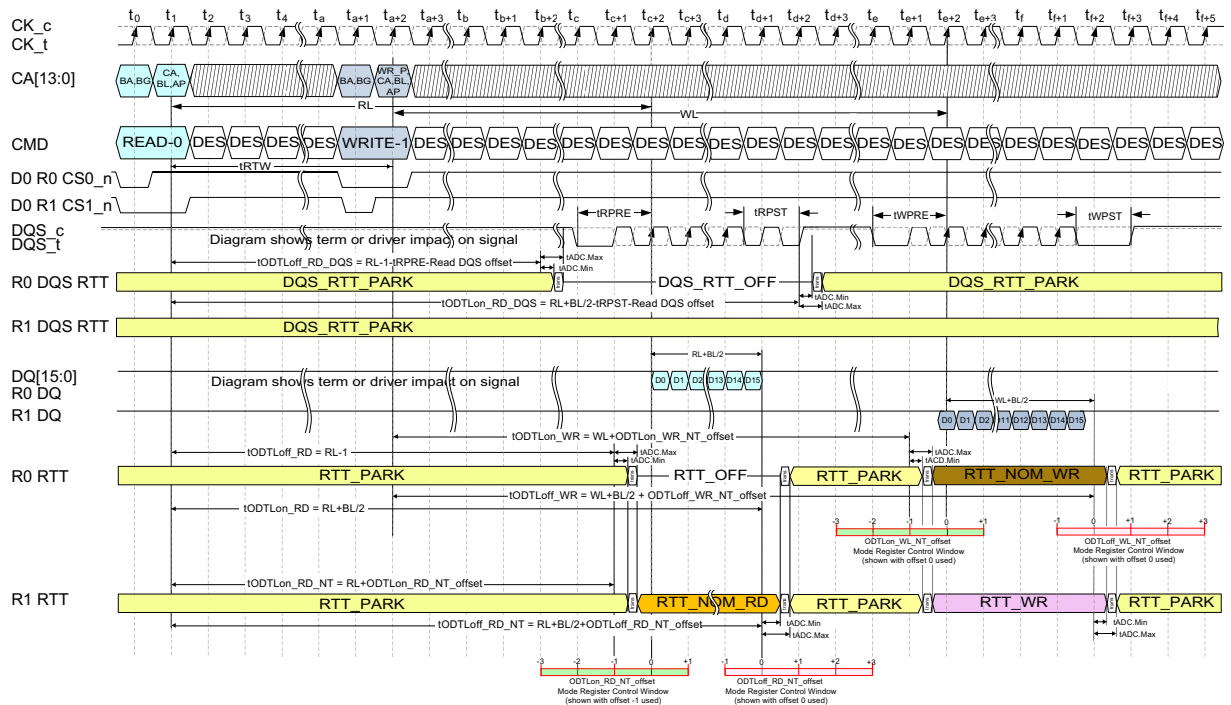 t0 t1 t2 t3 t4 ta ta+1 ta+2 ta+3 tb tb+1 tb+2 tc tc+1 tc+2 tc+3 td td+1 td+2 td+3 te te+1 te+2 te+3 tf tf+1 tf+2 tf+3 tf+4 tf+5
CK_c
CK_t
CA[13:0]
BA,BG
CA,
BL,AP
BA,BG
WR_P
CA,BL,
AP
RL
WL
CMD
READ-0 DES DES DES DES WRITE-1 DES DES DES DES DES DES DES DES DES DES DES DES DES DES DES DES DES DES DES DES DES DES
tRTW
D0 R0 CS0_n
D0 R1 CS1_n
tRPRE tRPST tWPRE tWPST
DQS_c
DQS_t
Diagram shows term or driver impact on signal
tADC.Max
tODTLoff_RD_DQS = RL-1-tRPRE-Read DQS offset
tADC.Min
R0 DQS RTT
DQS_RTT_PARK trans DQS_RTT_OFF trans DQS_RTT_PARK
tODTLon_RD_DQS = RL+BL/2-tRPST-Read DQS offset
tADC.Min
tADC.Max
R1 DQS RTT
DQS_RTT_PARK
RL+BL/2
DQ[15:0]
R0 DQ
Diagram shows term or driver impact on signal
D0 D1 D2 D13 D14 D15
WL+BL/2
R1 DQ
D0 D1 D2 D11 D12 D13 D14 D15
tODTLon_WR = WL+ODTLon_WR_NT_offset
tODTLoff_RD = RL-1
tADC.Max
tADC.Min
tADC.Max
tACD.Min
R0 RTT
RTT_PARK trans RTT_OFF trans RTT_PARK trans RTT_NOM_WR trans RTT_PARK
tODTLoff_WR = WL+BL/2 + ODTLoff_WR_NT_offset
tODTLon_RD = RL+BL/2
-3 -2 -1 0 +1
ODTLon_WL_NT_offset
Mode Register Control Window
(shown with offset 0 used)
-1 0 +1 +2 +3
ODTLoff_WL_NT_offset
Mode Register Control Window
(shown with offset 0 used)
tODTLon_RD_NT = RL+ODTLon_RD_NT_offset
R1 RTT
RTT_PARK trans RTT_NOM_RD trans RTT_PARK trans RTT_WR trans RTT_PARK
tODTLoff_RD_NT = RL+BL/2+ODTLoff_RD_NT_offset
tADC.Min
tADC.Max
tADC.Min
tADC.Max
-3 -2 -1 0 +1
ODTLon_RD_NT_offset
Mode Register Control Window
(shown with offset -1 used)
-1 0 +1 +2 +3
ODTLoff_RD_NT_offset
Mode Register Control Window
(shown with offset 0 used)